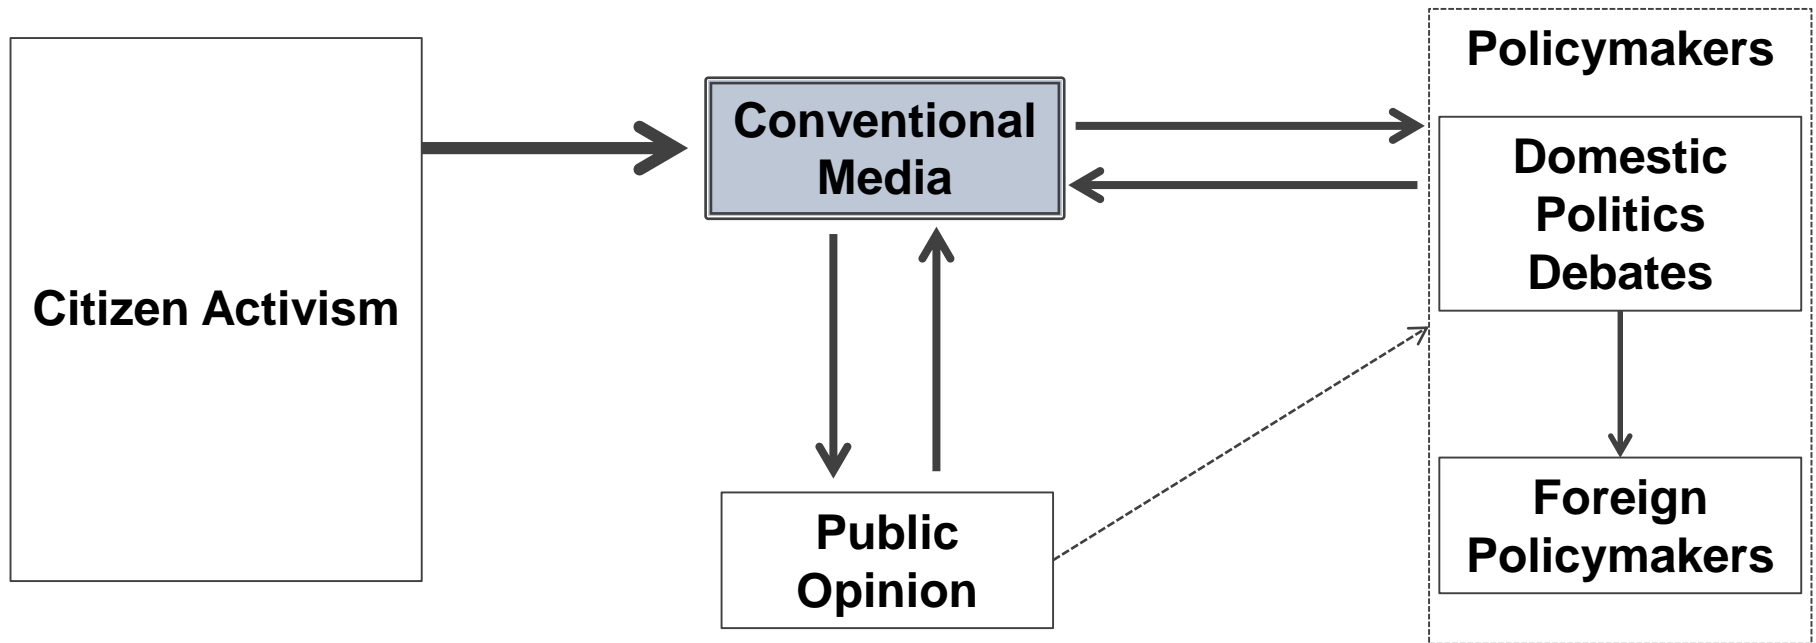 Citizen Activism
Conventional
Media
Public
Opinion
Policymakers
Domestic
Politics
Debates
Foreign
Policymakers